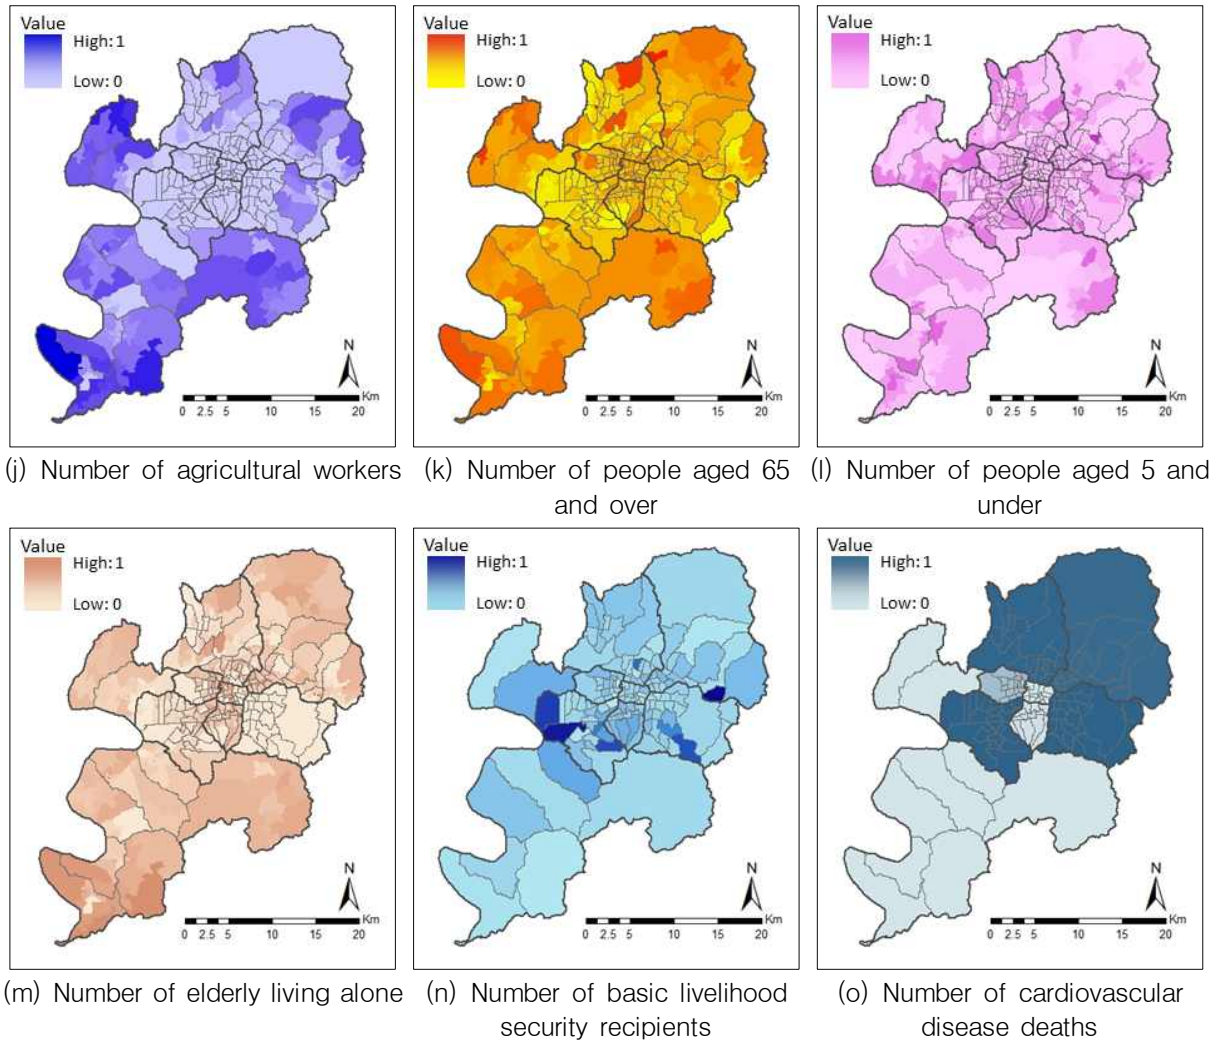 Value
High: 1
Low: 0
N
0 2.5 5 10 15 20 Km
Value
High: 1
Low: 0
N
0 2.5 5 10 15 20 Km
Value
High: 1
Low: 0
N
0 2.5 5 10 15 20 Km
(j) Number of agricultural workers
(k) Number of people aged 65
and over
(l) Number of people aged 5 and
under
Value
High: 1
Low: 0
N
0 2.5 5 10 15 20 Km
Value
High: 1
Low: 0
N
0 2.5 5 10 15 20 Km
Value
High: 1
Low: 0
N
0 2.5 5 10 15 20 Km
(m) Number of elderly living alone
(n) Number of basic livelihood
security recipients
(o) Number of cardiovascular
disease deaths